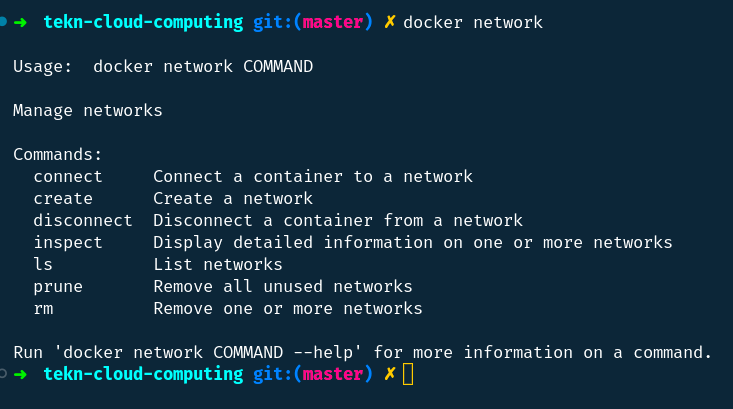 ➜ tekn-cloud-computing git:(master) ✗ docker network
Usage:  docker network COMMAND
Manage networks
Commands:
  connect     Connect a container to a network
  create      Create a network
  disconnect  Disconnect a container from a network
  inspect     Display detailed information on one or more networks
  ls          List networks
  prune       Remove all unused networks
  rm          Remove one or more networks
Run 'docker network COMMAND --help' for more information on a command.
➜ tekn-cloud-computing git:(master) ✗